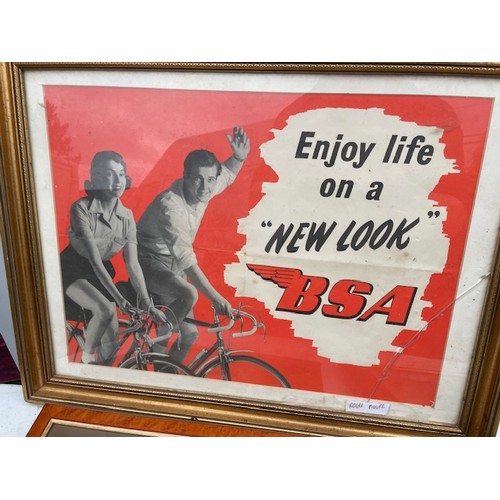 Enjoy life
on a
"NEW LOOK"
BSA